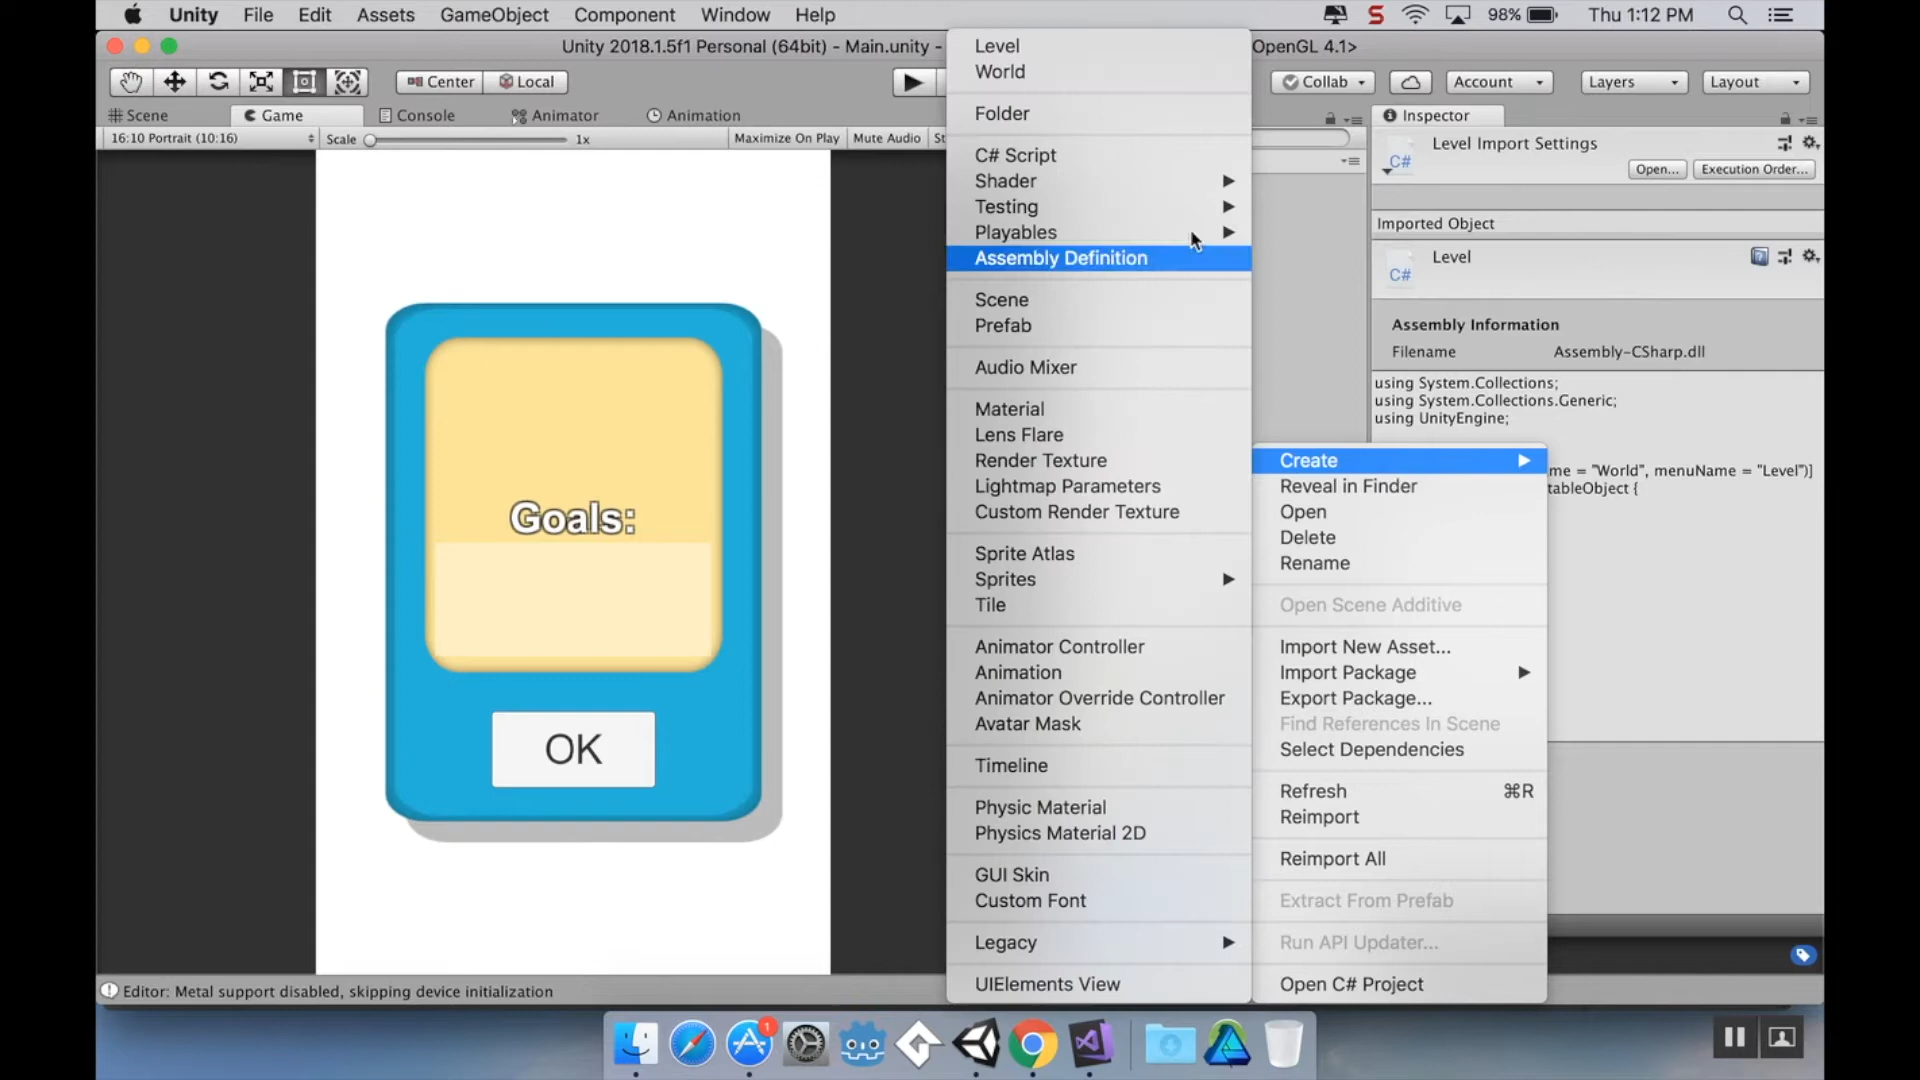 Unity File Edit Assets GameObject Component Window Help
98% Thu 1:12 PM
Unity 2018.1.5f1 Personal (64bit) - Main.unity -
OpenGL 4.1>
Center Local
Collab Account Layers Layout
Scene Game Console Animator Animation
16:10 Portrait (10:16) Scale 1x Maximize On Play Mute Audio St
Goals:
OK
Level
World
Folder
C# Script
Shader
Testing
Playables
Assembly Definition
Scene
Prefab
Audio Mixer
Material
Lens Flare
Render Texture
Lightmap Parameters
Custom Render Texture
Sprite Atlas
Sprites
Tile
Animator Controller
Animation
Animator Override Controller
Avatar Mask
Timeline
Physic Material
Physics Material 2D
GUI Skin
Custom Font
Legacy
UIElements View
Create
Reveal in Finder
Open
Delete
Rename
Open Scene Additive
Import New Asset...
Import Package
Export Package...
Find References In Scene
Select Dependencies
Refresh ⌘R
Reimport
Reimport All
Extract From Prefab
Run API Updater...
Open C# Project
Inspector
C#
Level Import Settings
Open... Execution Order...
Imported Object
C#
Level
Assembly Information
Filename Assembly-CSharp.dll
using System.Collections;
using System.Collections.Generic;
using UnityEngine;
me = "World", menuName = "Level")]
tableObject {
Editor: Metal support disabled, skipping device initialization
1